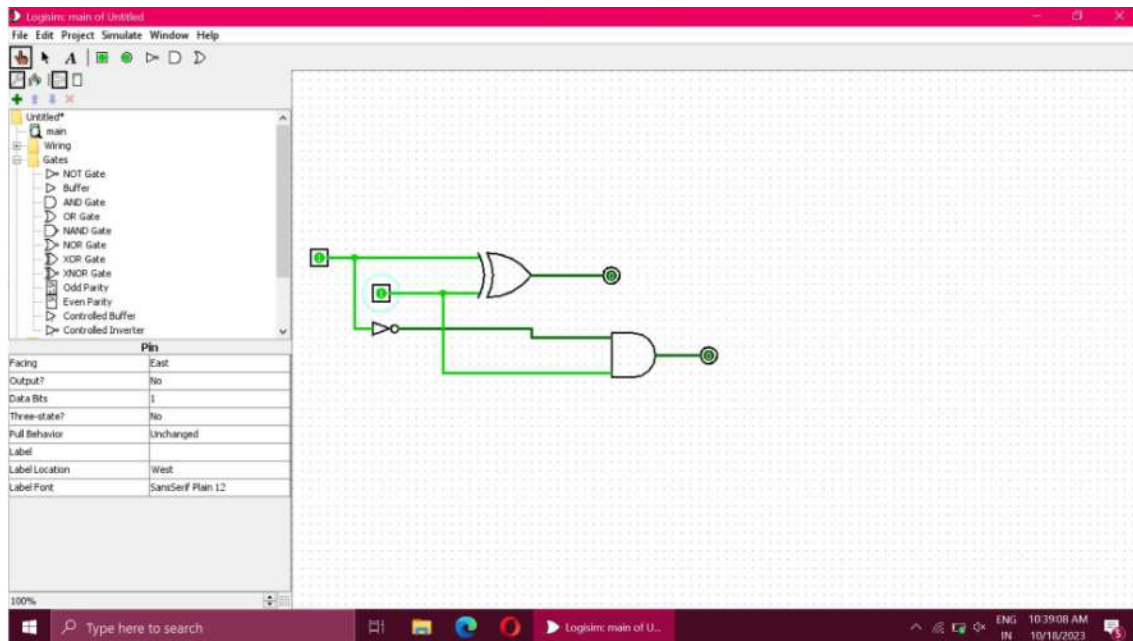 Logisim: main of Untitled
File Edit Project Simulate Window Help
A
Untitled*
main
Wiring
Gates
NOT Gate
Buffer
AND Gate
OR Gate
NAND Gate
NOR Gate
XOR Gate
XNOR Gate
Odd Parity
Even Parity
Controlled Buffer
Controlled Inverter
Pin
Facing East
Output? No
Data Bits 1
Three-state? No
Pull Behavior Unchanged
Label
Label Location West
Label Font SansSerif Plain 12
100%
Type here to search
Logisim: main of U...
ENG 10:39:08 AM
IN 10/18/2023